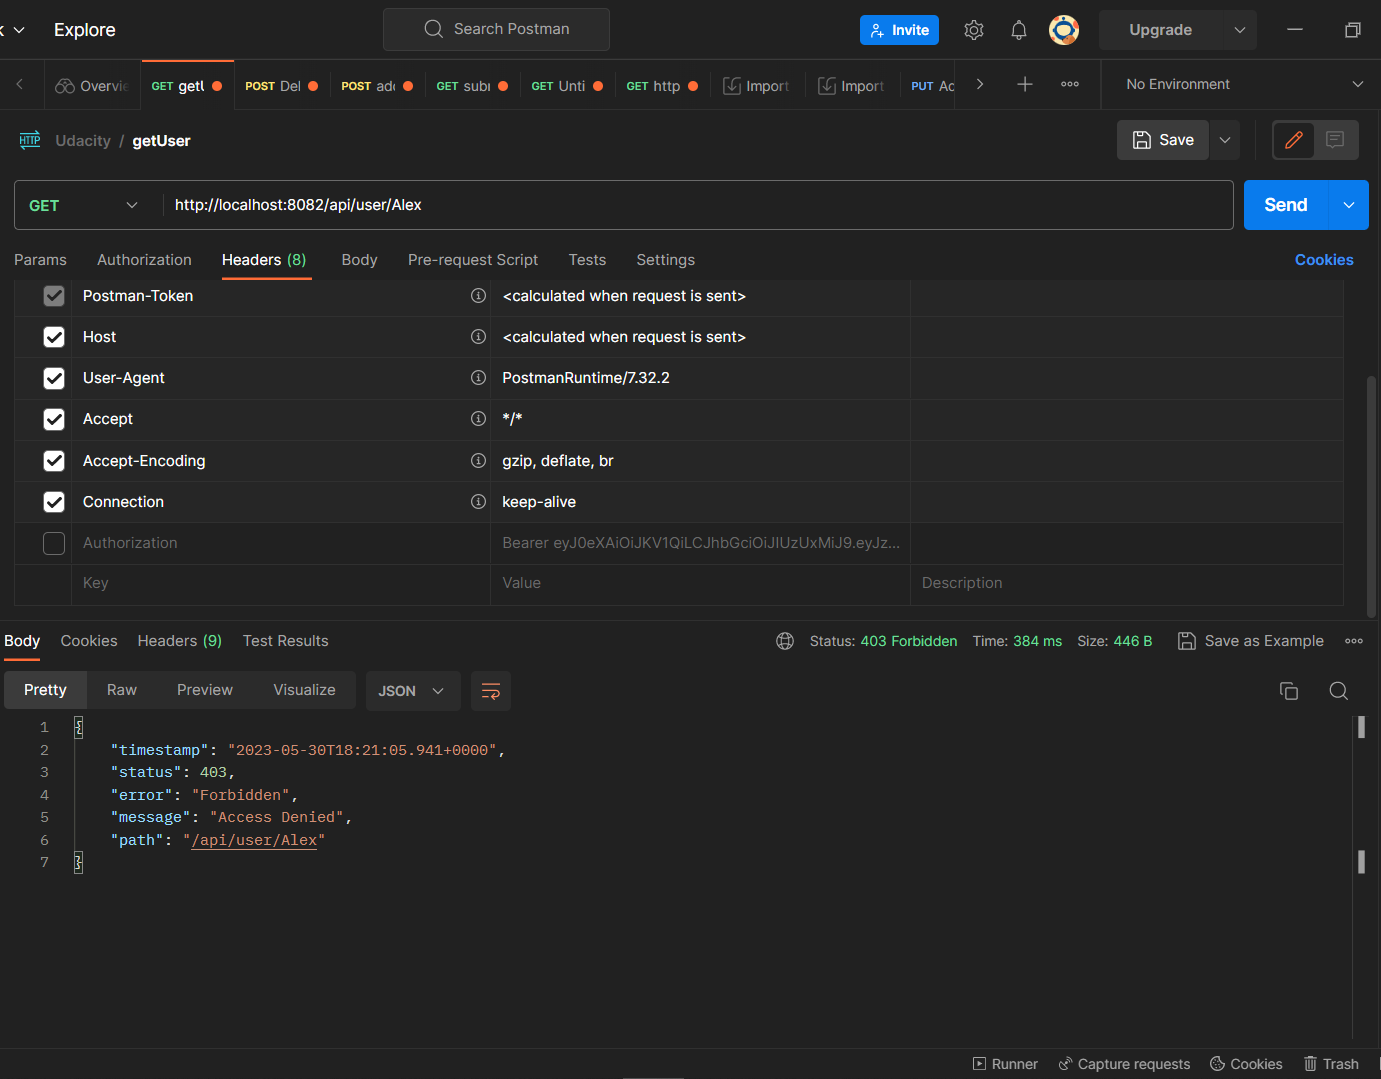 Explore
Search Postman
Invite
Upgrade
Overvie
GET getU
POST Del
POST add
GET subm
GET Unti
GET http
Import
Import
PUT Ac
No Environment
HTTP Udacity / getUser
Save
GET http://localhost:8082/api/user/Alex
Send
Params Authorization Headers (8) Body Pre-request Script Tests Settings Cookies
Postman-Token <calculated when request is sent>
Host <calculated when request is sent>
User-Agent PostmanRuntime/7.32.2
Accept */*
Accept-Encoding gzip, deflate, br
Connection keep-alive
Authorization Bearer eyJ0eXAiOiJKV1QiLCJhbGciOiJIUzUxMiJ9.eyJz...
Key Value Description
Body Cookies Headers (9) Test Results Status: 403 Forbidden Time: 384 ms Size: 446 B Save as Example
Pretty Raw Preview Visualize JSON
1 {
2 "timestamp": "2023-05-30T18:21:05.941+0000",
3 "status": 403,
4 "error": "Forbidden",
5 "message": "Access Denied",
6 "path": "/api/user/Alex"
7 }
Runner Capture requests Cookies Trash